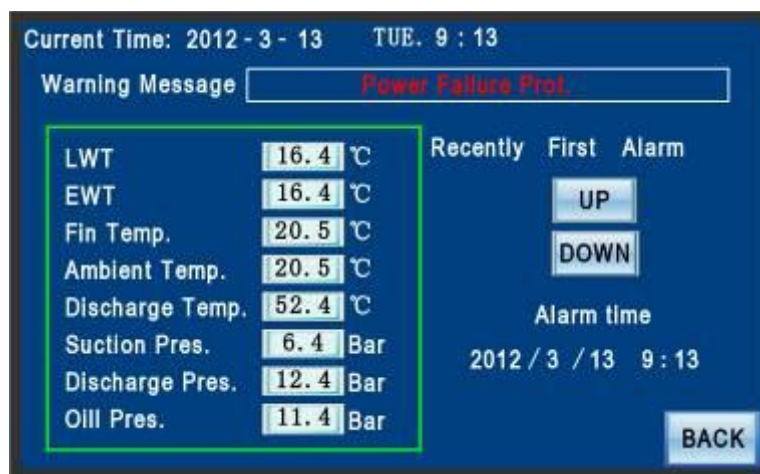 Current Time: 2012 - 3 - 13 TUE. 9 : 13
Warning Message Power Failure Prot.
LWT 16.4 ℃
EWT 16.4 ℃
Fin Temp. 20.5 ℃
Ambient Temp. 20.5 ℃
Discharge Temp. 52.4 ℃
Suction Pres. 6.4 Bar
Discharge Pres. 12.4 Bar
Oill Pres. 11.4 Bar
Recently First Alarm
UP
DOWN
Alarm time
2012 / 3 / 13 9 : 13
BACK